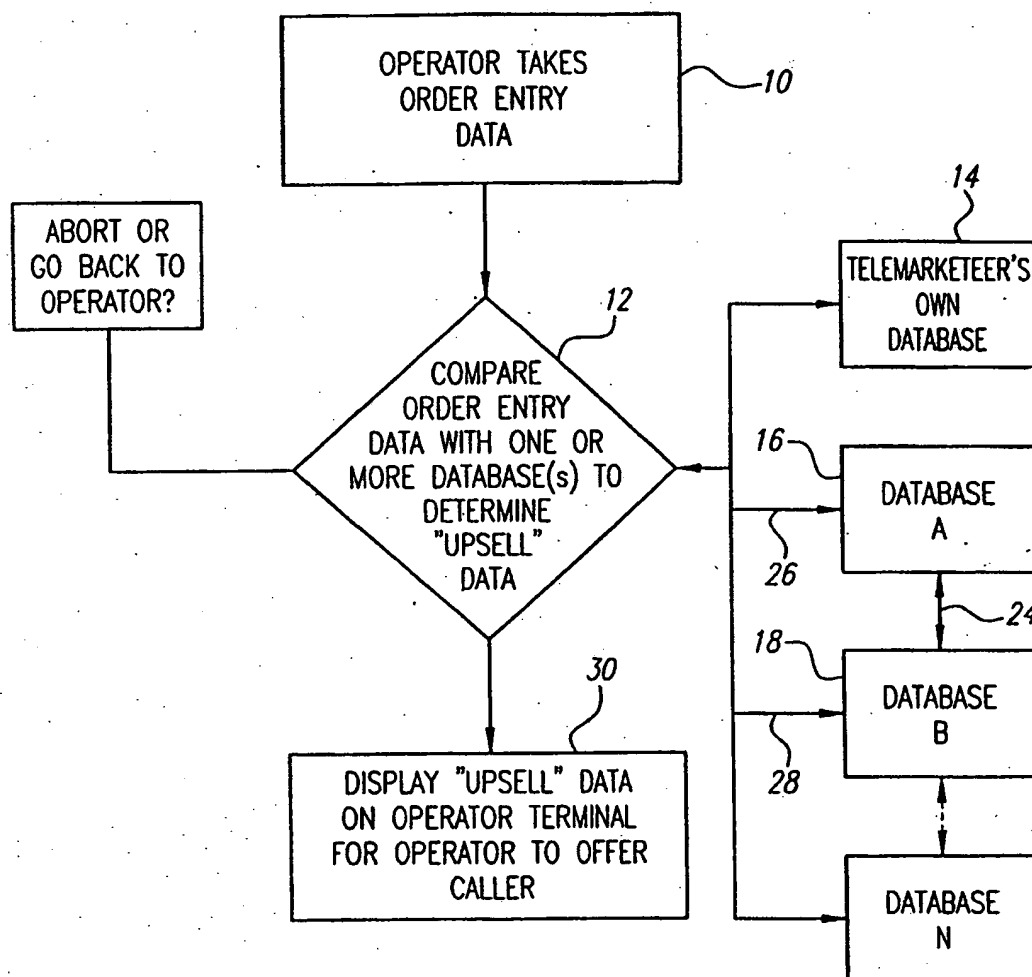 OPERATOR TAKES
ORDER ENTRY
DATA
10
ABORT OR
GO BACK TO
OPERATOR?
12
COMPARE
ORDER ENTRY
DATA WITH ONE OR
MORE DATABASE(s) TO
DETERMINE
"UPSELL"
DATA
14
TELEMARKETEER'S
OWN
DATABASE
16
DATABASE
A
26
24
18
DATABASE
B
28
30
DISPLAY "UPSELL" DATA
ON OPERATOR TERMINAL
FOR OPERATOR TO OFFER
CALLER
DATABASE
N